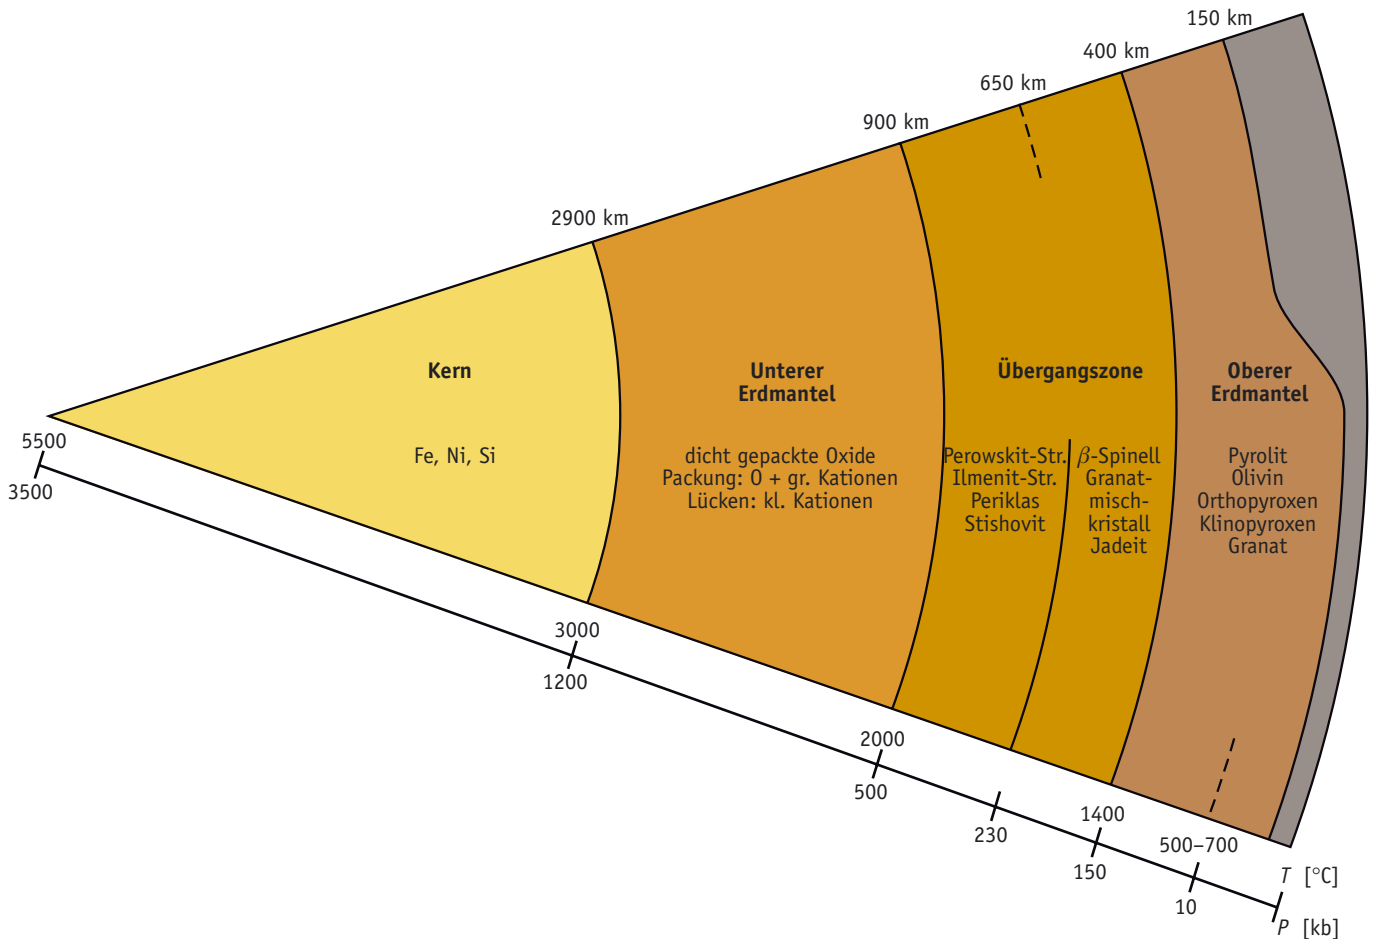 150 km
400 km
650 km
900 km
2900 km
Kern
Fe, Ni, Si
Unterer
Erdmantel
dicht gepackte Oxide
Packung: O + gr. Kationen
Lücken: kl. Kationen
Übergangszone
Perowskit-Str.
Ilmenit-Str.
Periklas
Stishovit
β-Spinell
Granat-
misch-
kristall
Jadeit
Oberer
Erdmantel
Pyrolit
Olivin
Orthopyroxen
Klinopyroxen
Granat
5500
3500
3000
1200
2000
500
230
1400
150
500–700
10
T [°C]
P [kb]